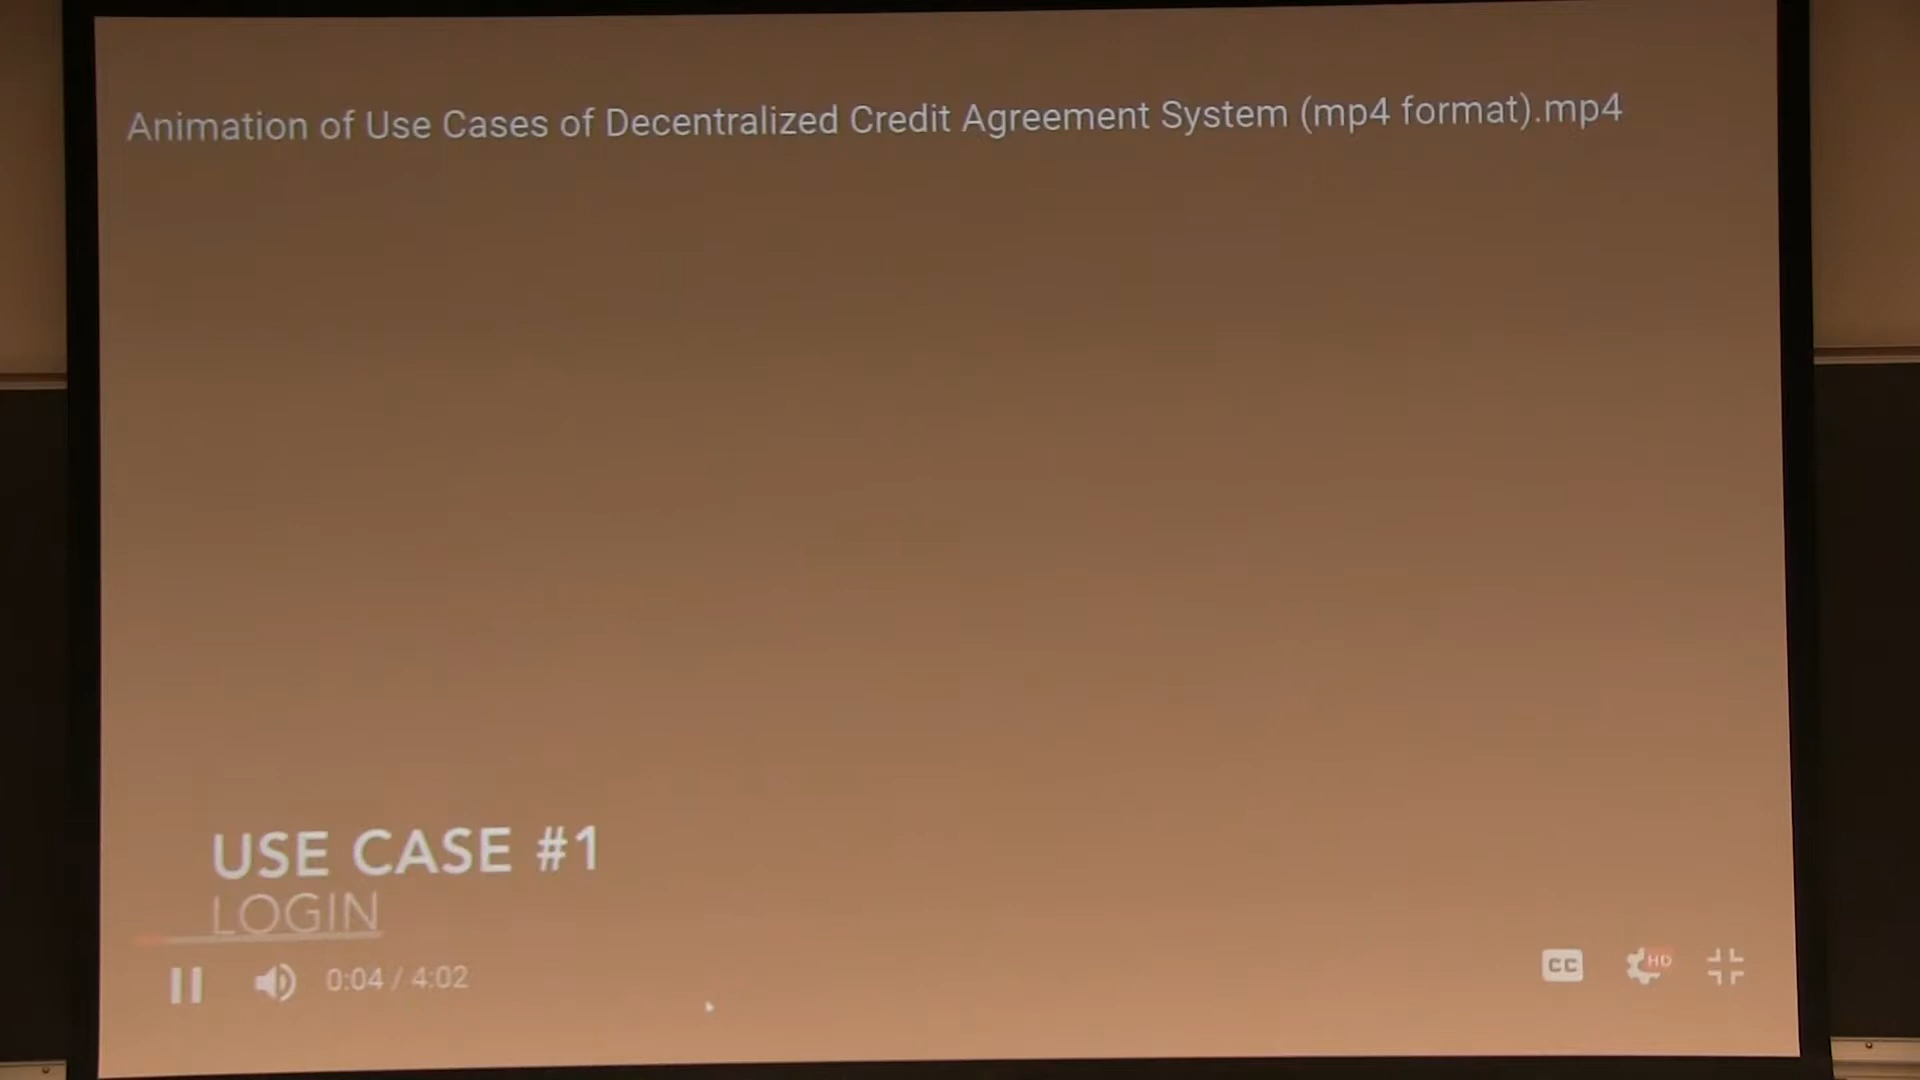 Animation of Use Cases of Decentralized Credit Agreement System (mp4 format).mp4
USE CASE #1
LOGIN
0:04 / 4:02
CC
HD